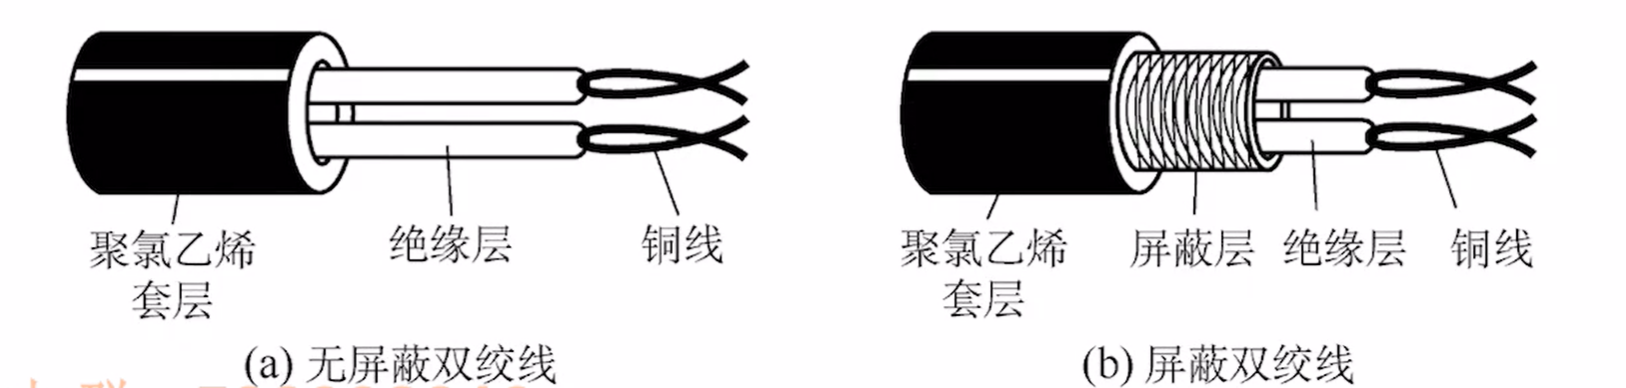 聚氯乙烯
套层
绝缘层
铜线
(a) 无屏蔽双绞线
聚氯乙烯
套层
屏蔽层
绝缘层
铜线
(b) 屏蔽双绞线